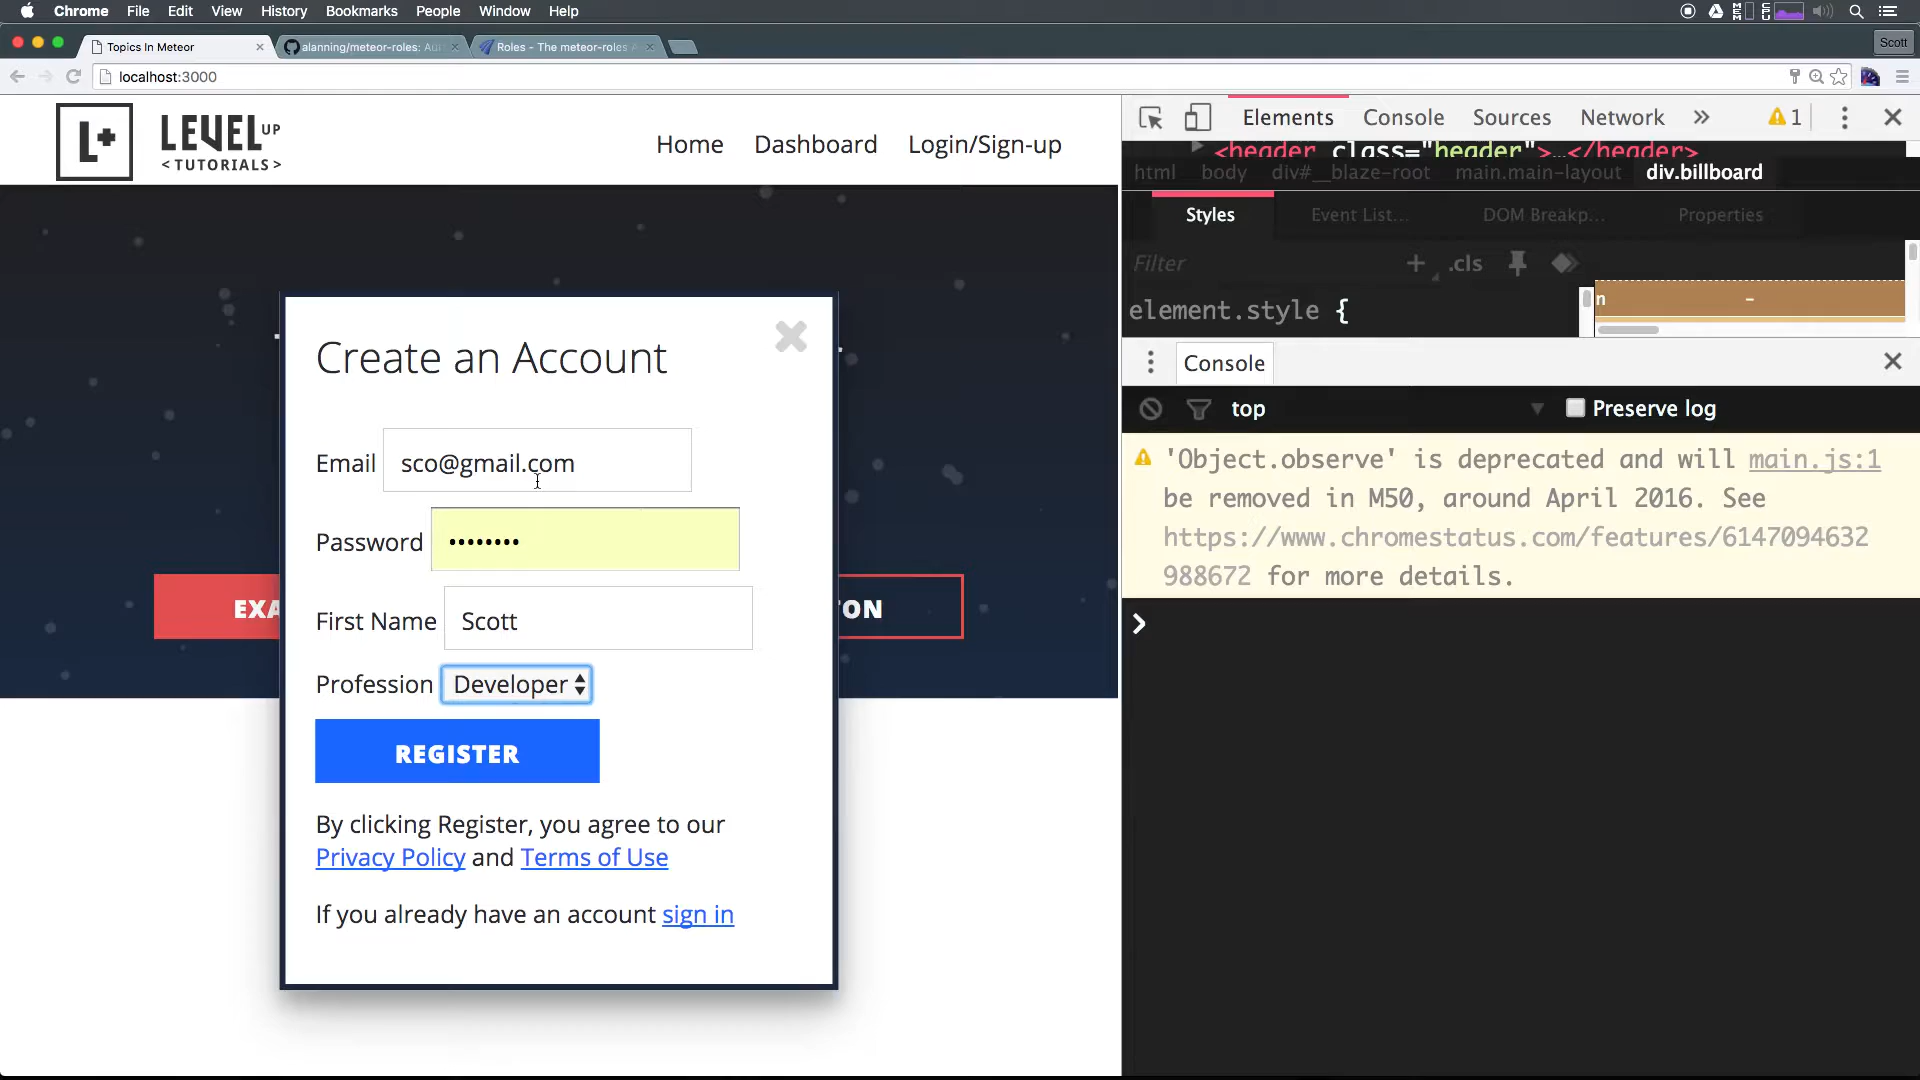 Chrome File Edit View History Bookmarks People Window Help
Topics In Meteor
alanning/meteor-roles: Aut
Roles - The meteor-roles
Scott
localhost:3000
L+
LEVEL UP
<TUTORIALS>
Home Dashboard Login/Sign-up
Create an Account
Email sco@gmail.com
Password ••••••••
First Name Scott
EXA
TON
Profession Developer
REGISTER
By clicking Register, you agree to our
Privacy Policy and Terms of Use
If you already have an account sign in
Elements Console Sources Network » 1
<header class="header">…</header>
html body div#__blaze-root main.main-layout div.billboard
Styles Event List… DOM Breakp… Properties
Filter + .cls
element.style {
n -
Console
top Preserve log
'Object.observe' is deprecated and will main.js:1
be removed in M50, around April 2016. See
https://www.chromestatus.com/features/6147094632
988672 for more details.